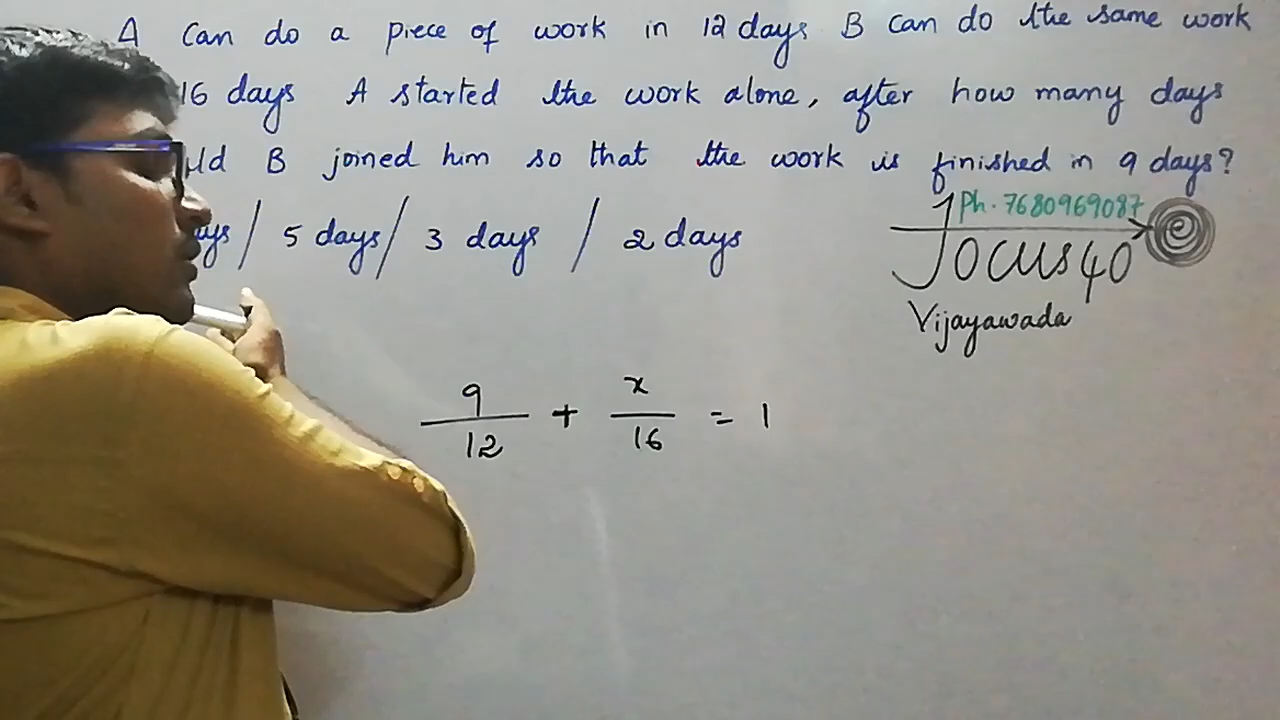 A can do a piece of work in 12 days B can do the same work
16 days A started the work alone, after how many days
B joined him so that the work is finished in 9 days?
/ 5 days / 3 days / 2 days
Ph. 7680969087
Focus40
Vijayawada
9/12 + x/16 = 1